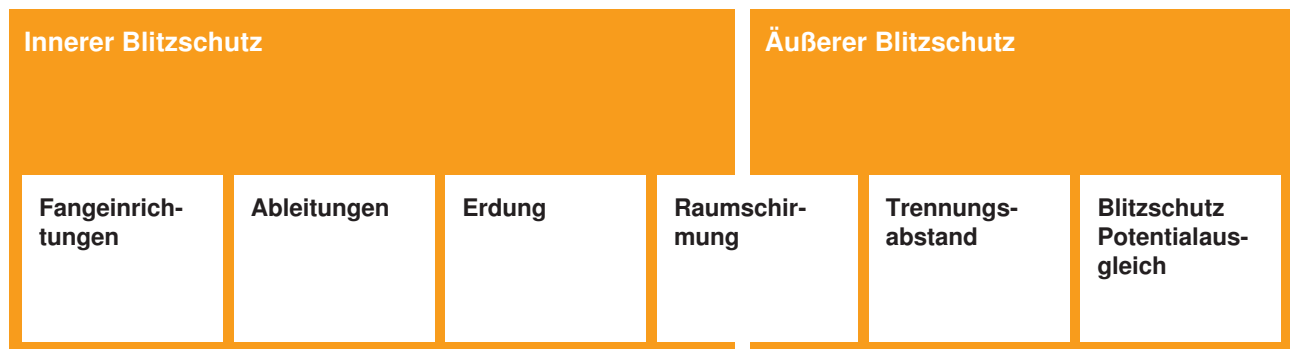 Innerer Blitzschutz
Äußerer Blitzschutz
Fangeinrich-
tungen
Ableitungen
Erdung
Raumschir-
mung
Trennungs-
abstand
Blitzschutz
Potentialaus-
gleich